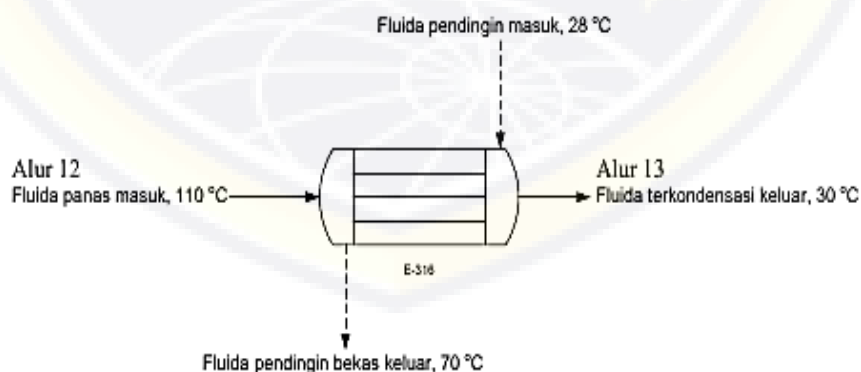 Fluida pendingin masuk, 28 °C
Alur 12
Fluida panas masuk, 110 °C
Alur 13
Fluida terkondensasi keluar, 30 °C
E-316
Fluida pendingin bekas keluar, 70 °C